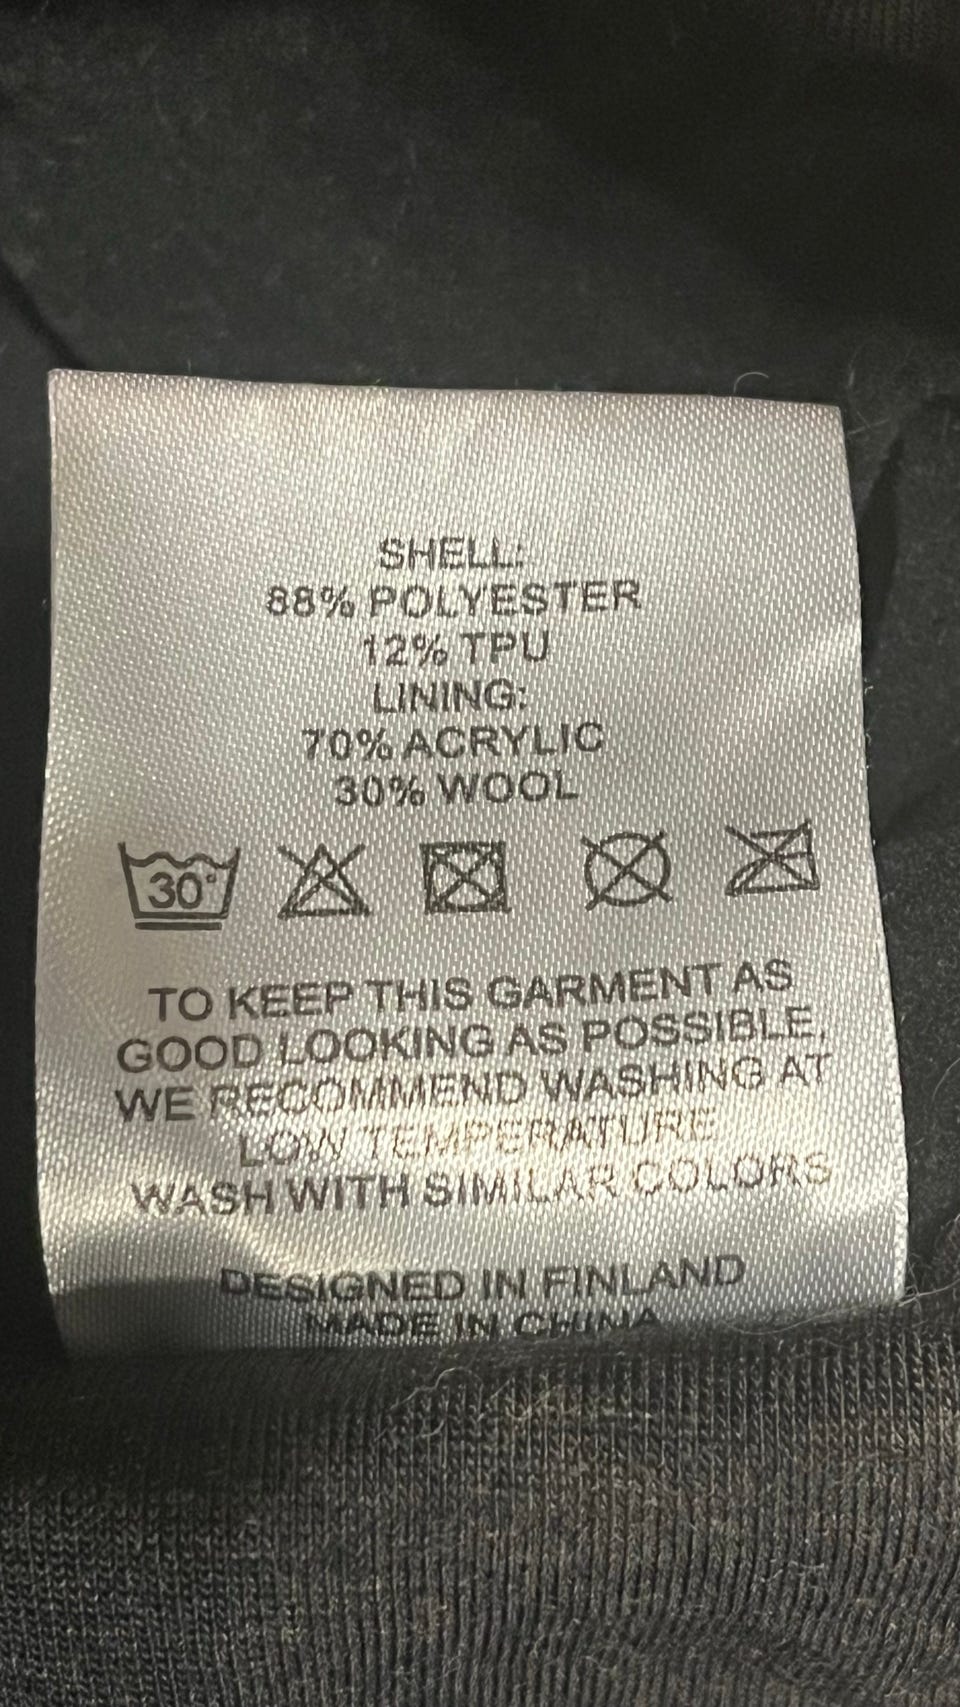 SHELL:
88% POLYESTER
12% TPU
LINING:
70% ACRYLIC
30% WOOL
30°
TO KEEP THIS GARMENT AS
GOOD LOOKING AS POSSIBLE,
WE RECOMMEND WASHING AT
LOW TEMPERATURE
WASH WITH SIMILAR COLORS
DESIGNED IN FINLAND
MADE IN CHINA